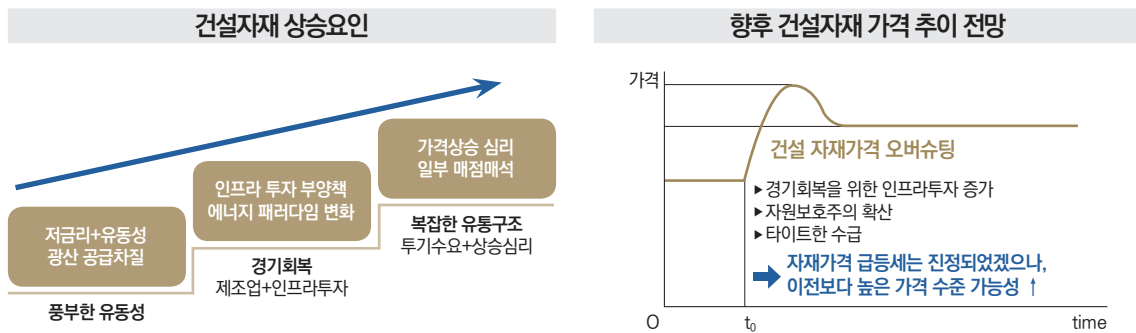 건설자재 상승요인
가격상승 심리
일부 매점매석
인프라 투자 부양책
에너지 패러다임 변화
저금리+유동성
광산 공급차질
복잡한 유통구조
투기수요+상승심리
경기회복
제조업+인프라투자
풍부한 유동성
향후 건설자재 가격 추이 전망
가격
건설 자재가격 오버슈팅
▶경기회복을 위한 인프라투자 증가
▶자원보호주의 확산
▶타이트한 수급
자재가격 급등세는 진정되었겠으나,
이전보다 높은 가격 수준 가능성 ↑
O t₀ time